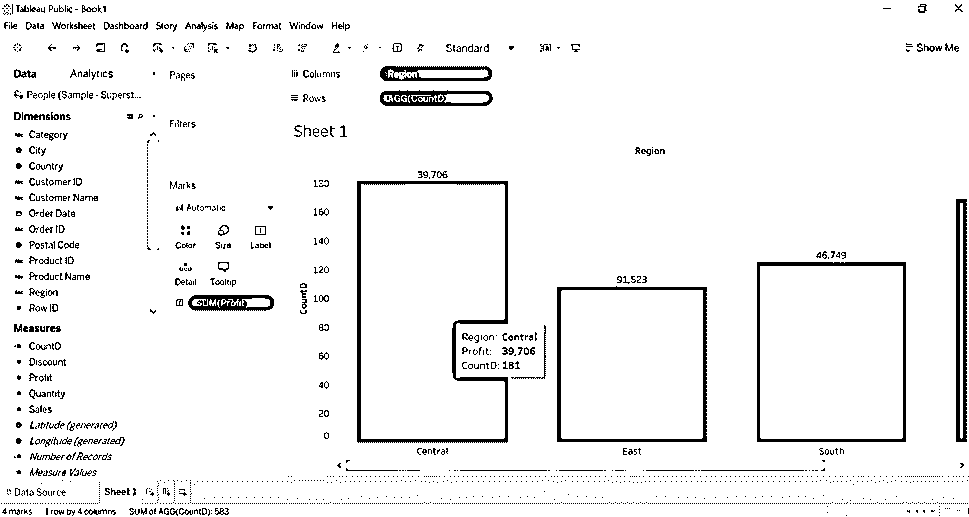 Tableau Public - Book1
File Data Worksheet Dashboard Story Analysis Map Format Window Help
Standard
Show Me
Data Analytics
Pages
Columns
Region
People (Sample - Superst...
Rows
AGG(CountD)
Dimensions
Filters
Sheet 1
Category
City
Country
Customer ID
Customer Name
Order Date
Order ID
Postal Code
Product ID
Product Name
Region
Row ID
Measures
CountD
Discount
Profit
Quantity
Sales
Latitude (generated)
Longitude (generated)
Number of Records
Measure Values
Marks
Automatic
Color Size Label
Detail Tooltip
SUM(Profit)
Region
39,706
91,523
46,749
180
160
140
120
100
80
60
40
20
0
CountD
Region: Central
Profit: 39,706
CountD: 181
Central East South
Data Source Sheet 1
4 marks 1 row by 4 columns SUM of AGG(CountD): 583